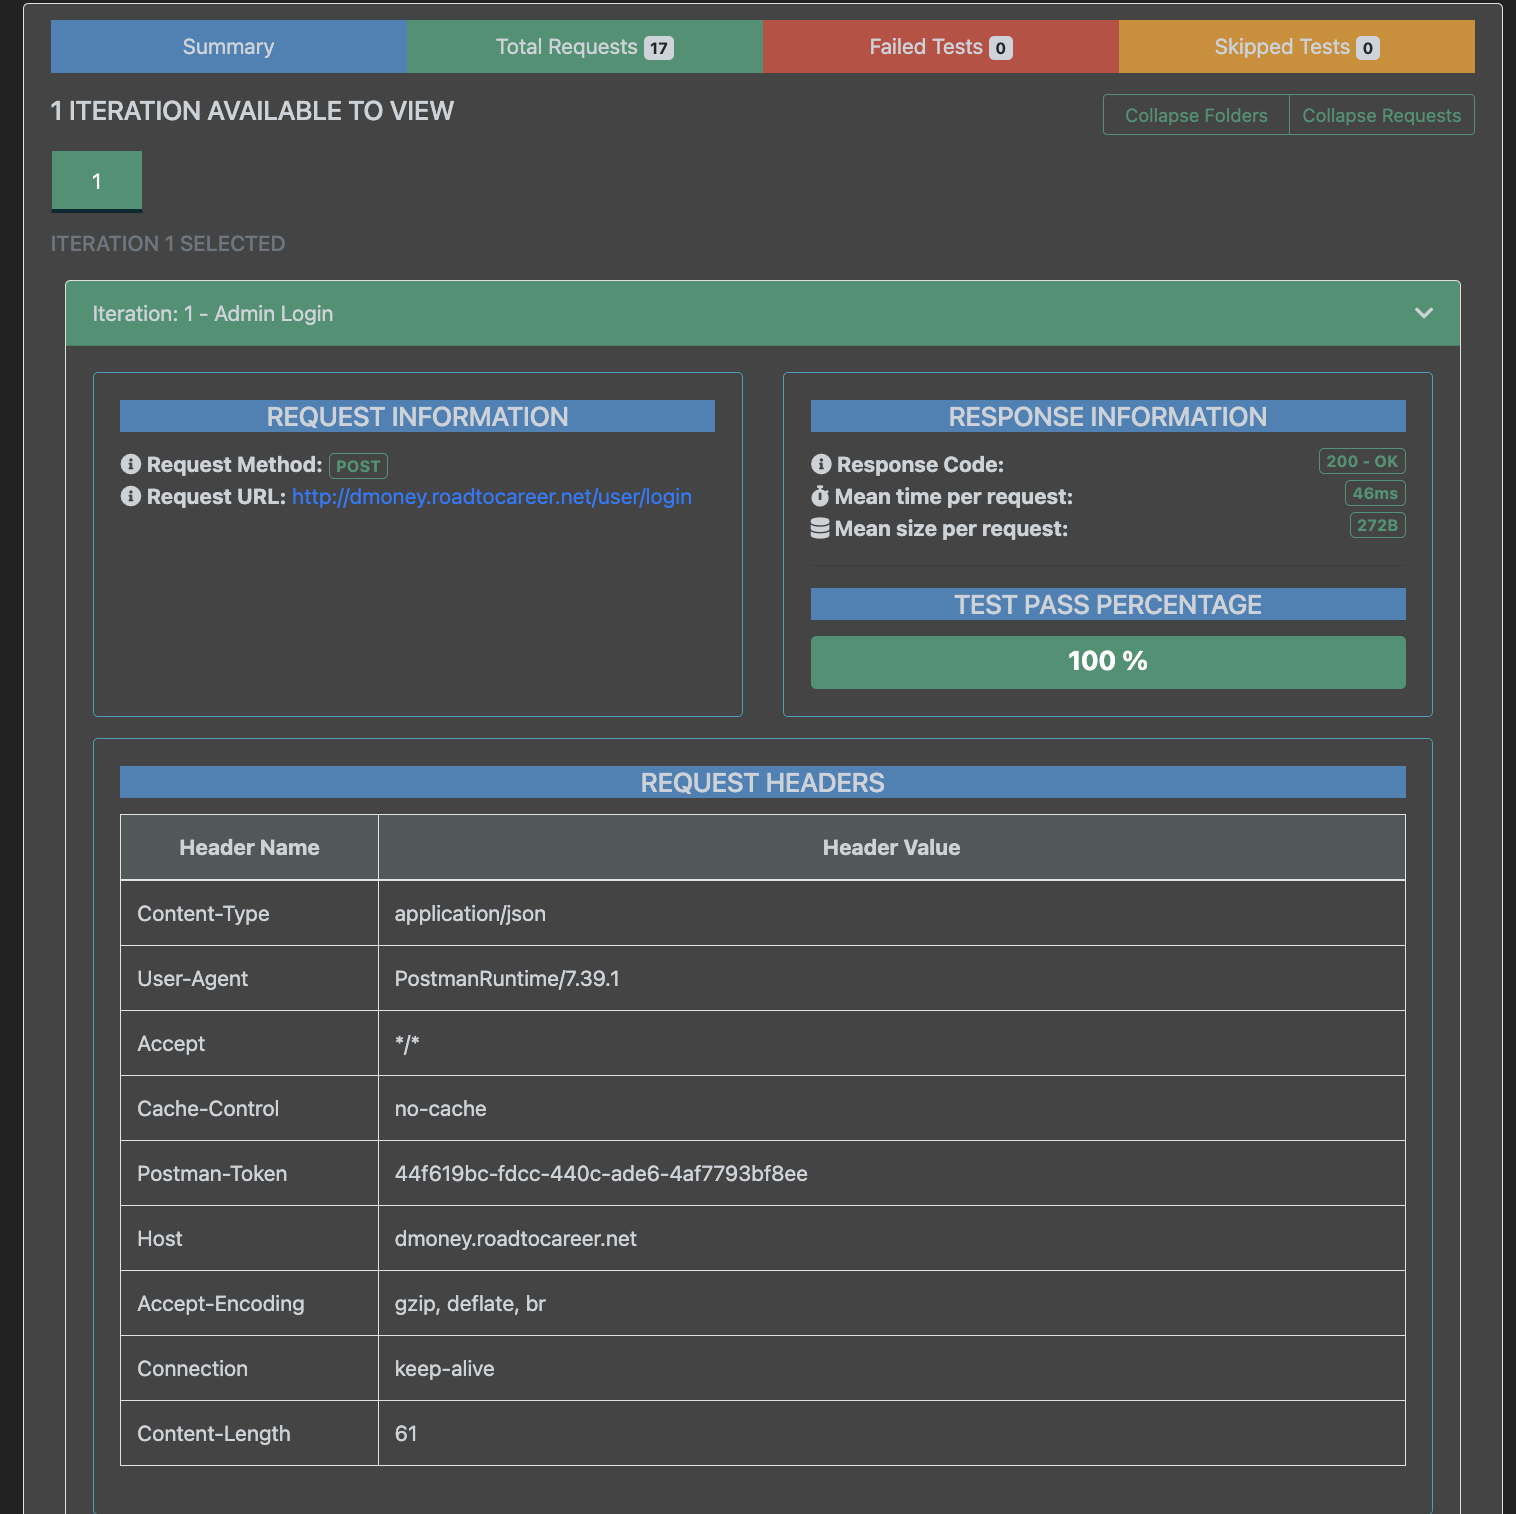 Summary
Total Requests 17
Failed Tests 0
Skipped Tests 0
1 ITERATION AVAILABLE TO VIEW
Collapse Folders
Collapse Requests
1
ITERATION 1 SELECTED
Iteration: 1 - Admin Login
REQUEST INFORMATION
Request Method: POST
Request URL: http://dmoney.roadtocareer.net/user/login
RESPONSE INFORMATION
Response Code: 200 - OK
Mean time per request: 46ms
Mean size per request: 272B
TEST PASS PERCENTAGE
100 %
REQUEST HEADERS
Header Name Header Value
Content-Type application/json
User-Agent PostmanRuntime/7.39.1
Accept */*
Cache-Control no-cache
Postman-Token 44f619bc-fdcc-440c-ade6-4af7793bf8ee
Host dmoney.roadtocareer.net
Accept-Encoding gzip, deflate, br
Connection keep-alive
Content-Length 61